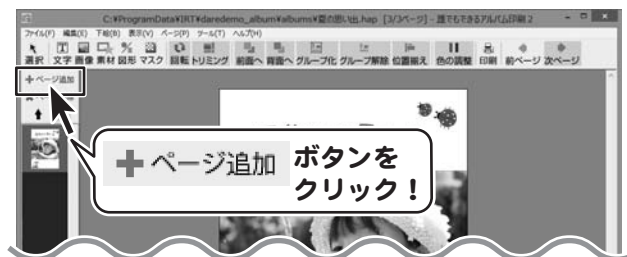 C:¥ProgramData¥IRT¥daredemo_album¥albums¥夏の思い出.hap [3/3ページ] - 誰でもできるアルバム印刷 2
ファイル(F) 編集(E) 下絵(B) 表示(V) ページ(P) ツール(T) ヘルプ(H)
選択 文字 画像 素材 図形 マスク 回転 トリミング 前面へ 背面へ グループ化 グループ解除 位置揃え 色の調整 印刷 前ページ 次ページ
+ ページ追加
+ ページ追加 ボタンを
クリック！